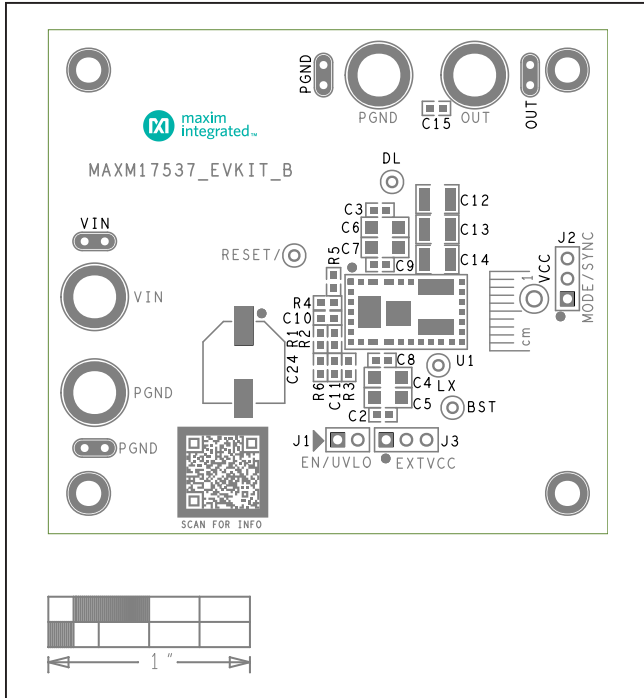 PGND
OUT
PGND
OUT
C15
maxim
integrated™
MAXM17537_EVKIT_B
DL
C3
C12
C6
C13
VIN
J2
C7
C14
RESET/
R5
C9
VCC
MODE/SYNC
1
VIN
R4
C10
R1
R2
cm
C24
C8
U1
R6
C11
R3
C4
LX
PGND
C5
BST
C2
J1
J3
PGND
EN/UVLO
EXTVCC
SCAN FOR INFO
1 "